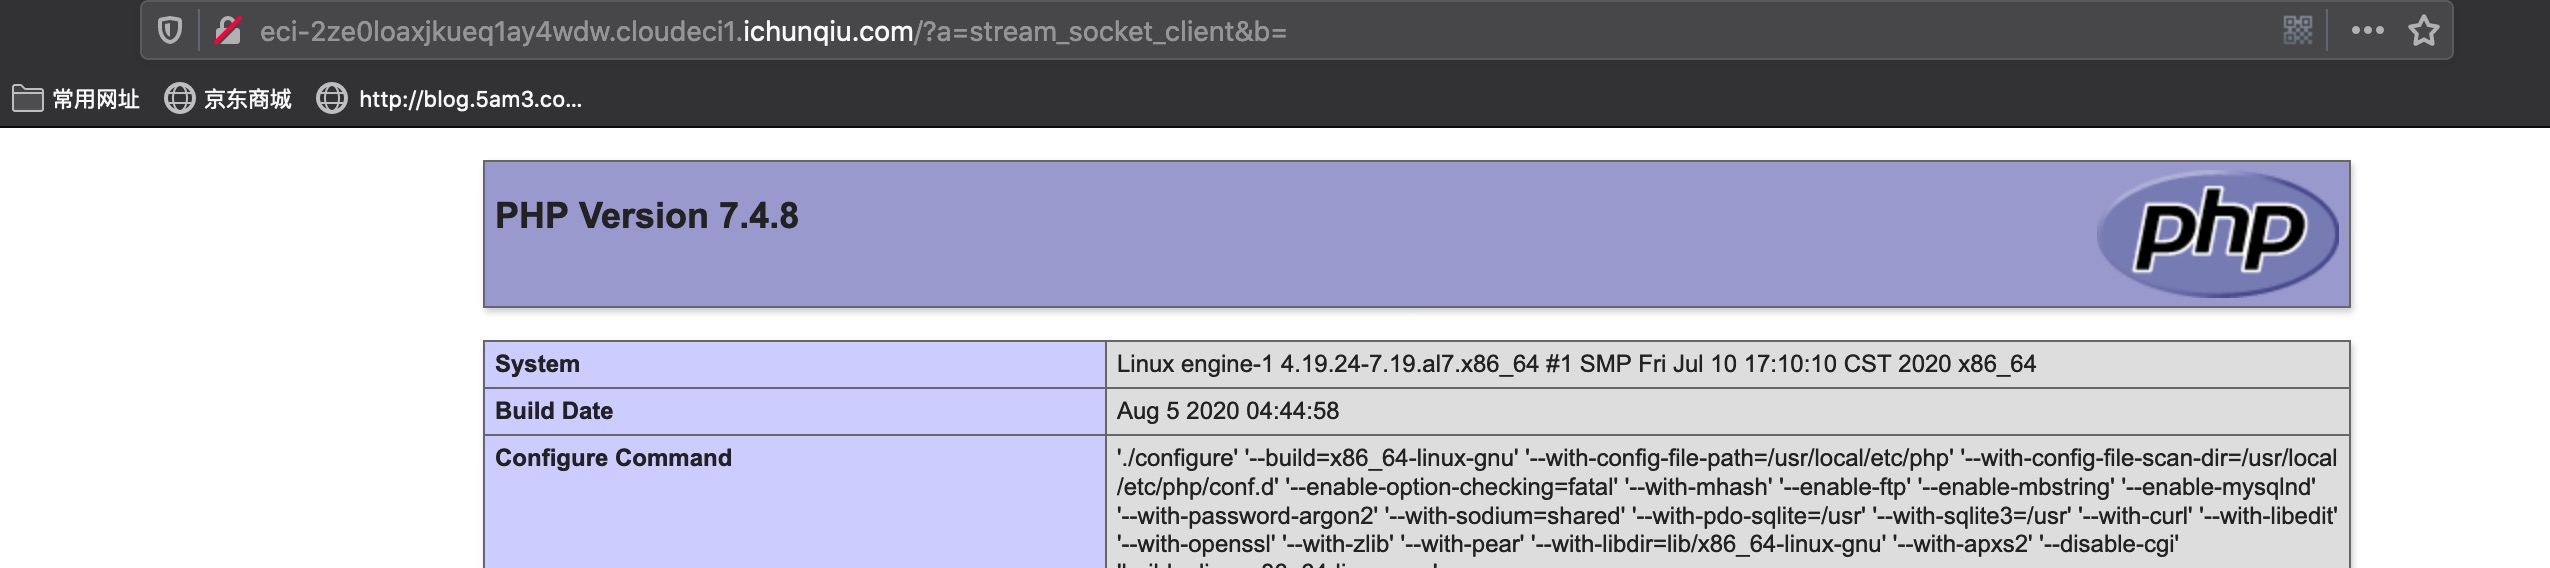 eci-2ze0loaxjkueq1ay4wdw.cloudeci1.ichunqiu.com/?a=stream_socket_client&b=
常用网址 京东商城 http://blog.5am3.co...
PHP Version 7.4.8
php
System Linux engine-1 4.19.24-7.19.al7.x86_64 #1 SMP Fri Jul 10 17:10:10 CST 2020 x86_64
Build Date Aug 5 2020 04:44:58
Configure Command './configure' '--build=x86_64-linux-gnu' '--with-config-file-path=/usr/local/etc/php' '--with-config-file-scan-dir=/usr/local
/etc/php/conf.d' '--enable-option-checking=fatal' '--with-mhash' '--enable-ftp' '--enable-mbstring' '--enable-mysqlnd'
'--with-password-argon2' '--with-sodium=shared' '--with-pdo-sqlite=/usr' '--with-sqlite3=/usr' '--with-curl' '--with-libedit'
'--with-openssl' '--with-zlib' '--with-pear' '--with-libdir=lib/x86_64-linux-gnu' '--with-apxs2' '--disable-cgi'